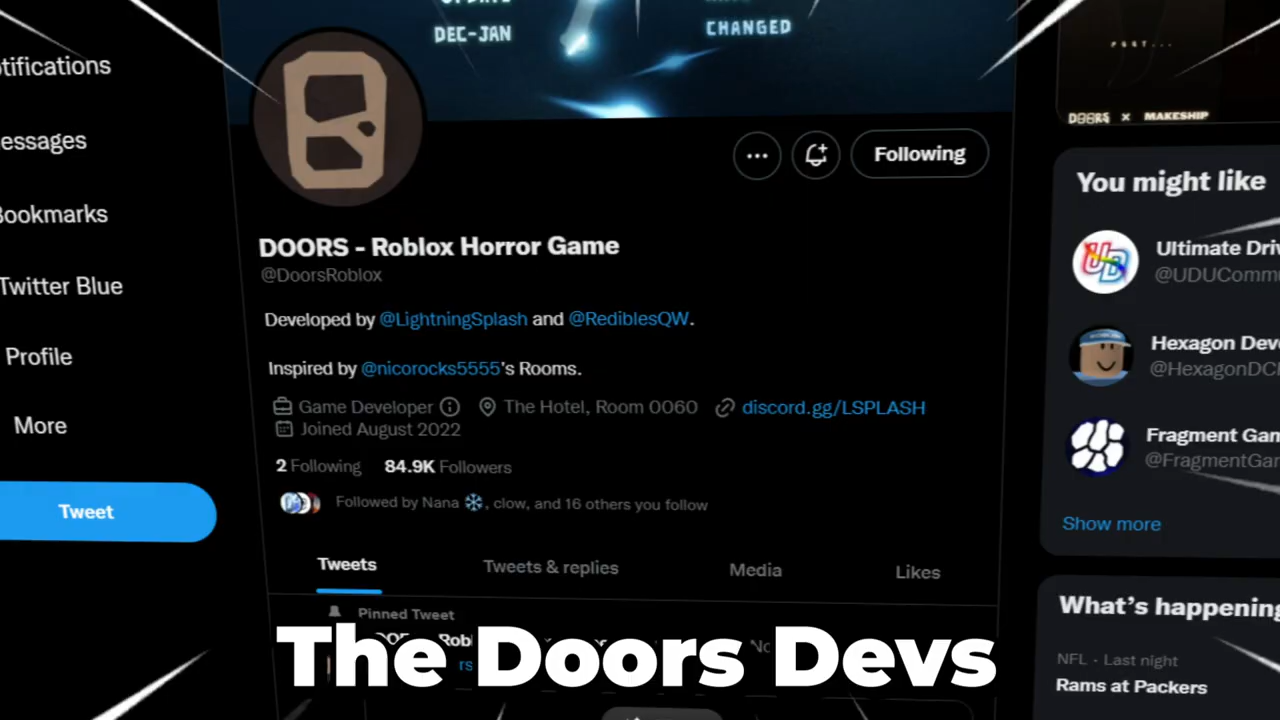 UPDATE
DEC-JAN
CHANGED
otifications
essages
Bookmarks
Twitter Blue
Profile
More
Tweet
Following
DOORS - Roblox Horror Game
@DoorsRoblox
Developed by @LightningSplash and @RediblesQW.
Inspired by @nicorocks5555's Rooms.
Game Developer
The Hotel, Room 0060
discord.gg/LSPLASH
Joined August 2022
2 Following 84.9K Followers
Followed by Nana ❄, clow, and 16 others you follow
Tweets
Tweets & replies
Media
Likes
Pinned Tweet
The Doors Devs
DOORS × MAKESHIP
You might like
Ultimate Driv
@UDUCommu
Hexagon Deve
@HexagonDCI
Fragment Gam
@FragmentGar
Show more
What's happening
NFL · Last night
Rams at Packers